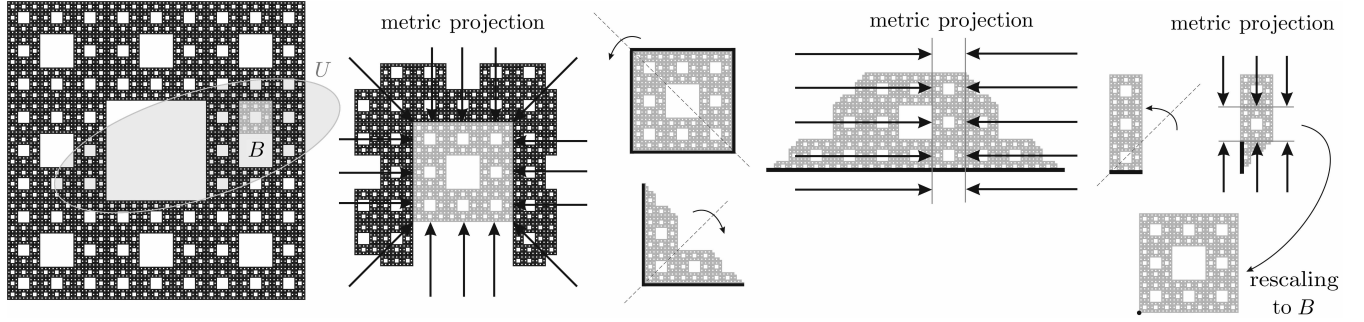 U
B
metric projection
metric projection
metric projection
rescaling
to B